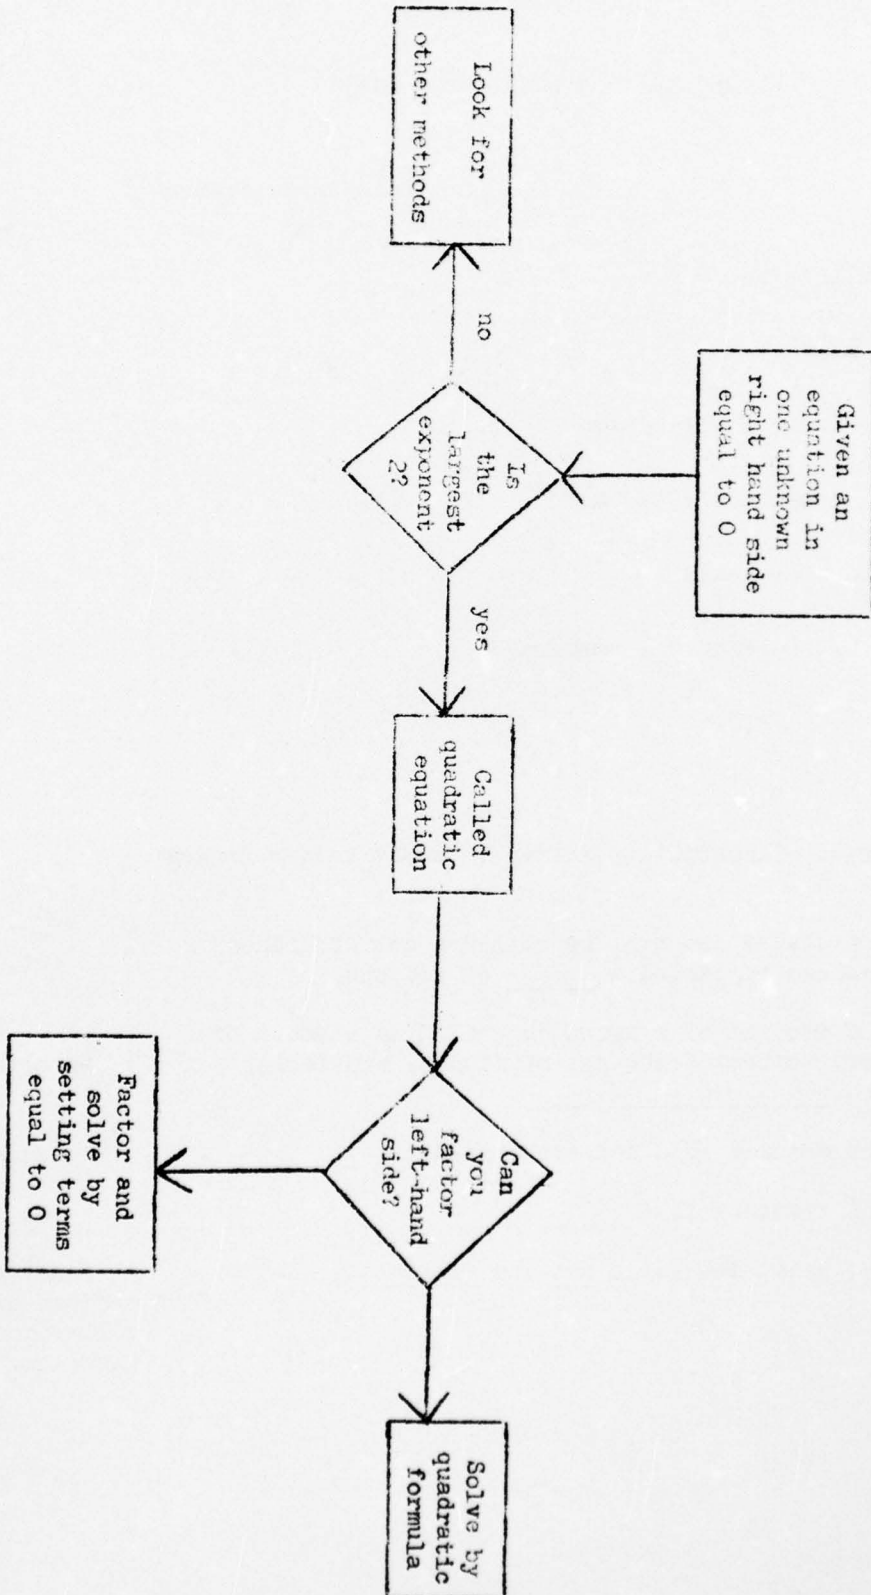 Given an
equation in
one unknown
right hand side
equal to 0
Is
the
largest
exponent
2?
no
Look for
other methods
yes
Called
quadratic
equation
Can
you
factor
left-hand
side?
Factor and
solve by
setting terms
equal to 0
Solve by
quadratic
formula